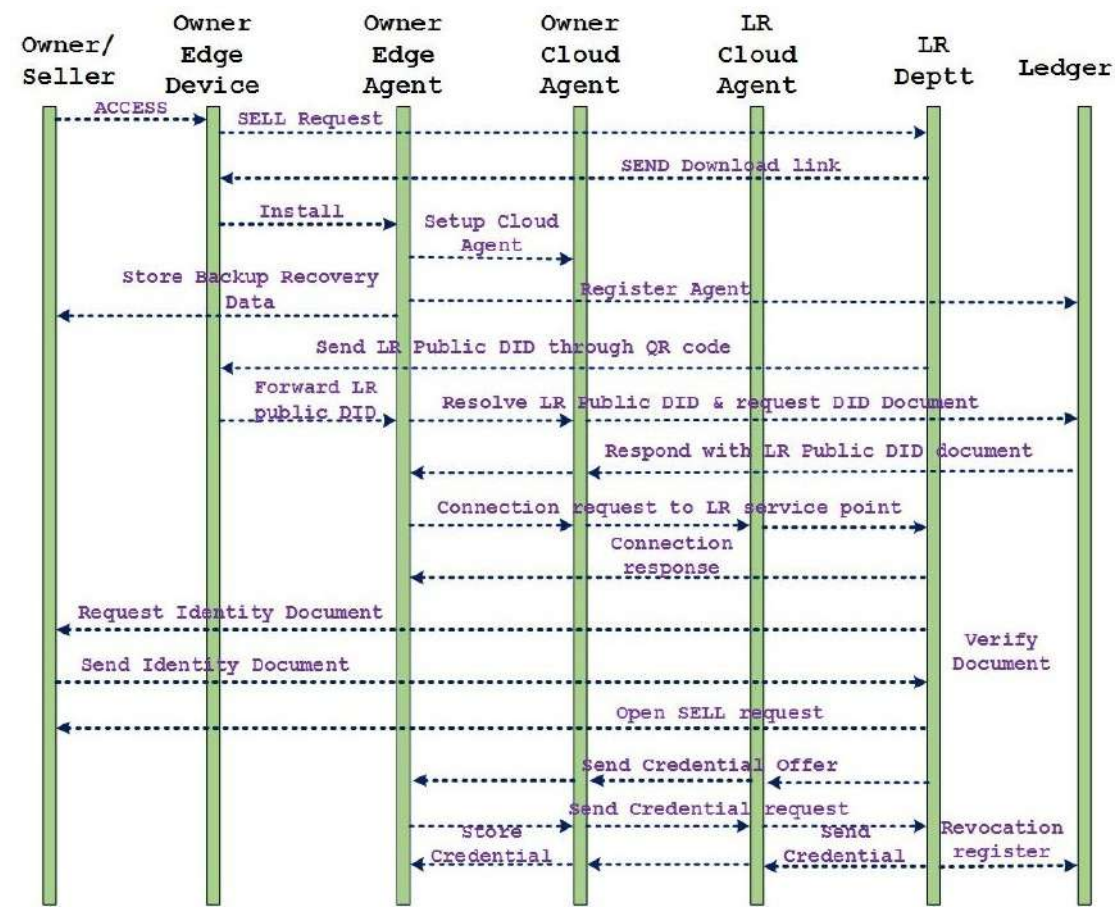 Owner/
Seller
Owner
Edge
Device
Owner
Edge
Agent
Owner
Cloud
Agent
LR
Cloud
Agent
LR
Deptt
Ledger
ACCESS
SELL Request
SEND Download link
Install
Setup Cloud
Agent
Store Backup Recovery
Data
Register Agent
Send LR Public DID through QR code
Forward LR
public DID
Resolve LR Public DID & request DID Document
Respond with LR Public DID document
Connection request to LR service point
Connection
response
Request Identity Document
Verify
Document
Send Identity Document
Open SELL request
Send Credential Offer
Send Credential request
Store
Credential
Send
Credential
Revocation
register